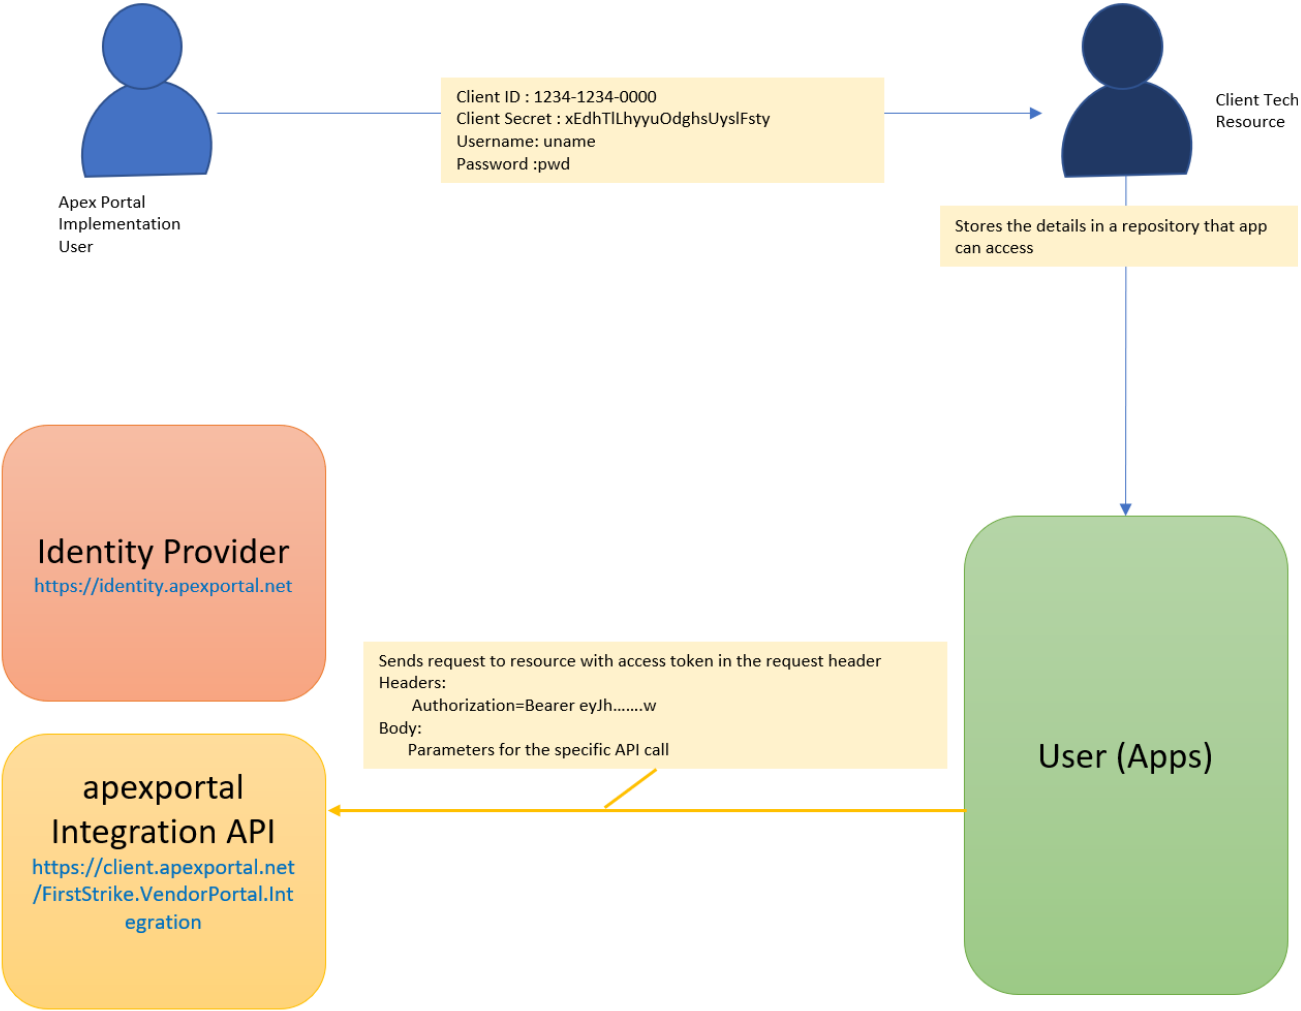 Client ID : 1234-1234-0000
Client Secret : xEdhTlLhyyuOdghsUyslFsty
Username: uname
Password :pwd
Client Tech
Resource
Apex Portal
Implementation
User
Stores the details in a repository that app
can access
Identity Provider
https://identity.apexportal.net
Sends request to resource with access token in the request header
Headers:
Authorization=Bearer eyJh.......w
Body:
Parameters for the specific API call
User (Apps)
apexportal
Integration API
https://client.apexportal.net
/FirstStrike.VendorPortal.Int
egration